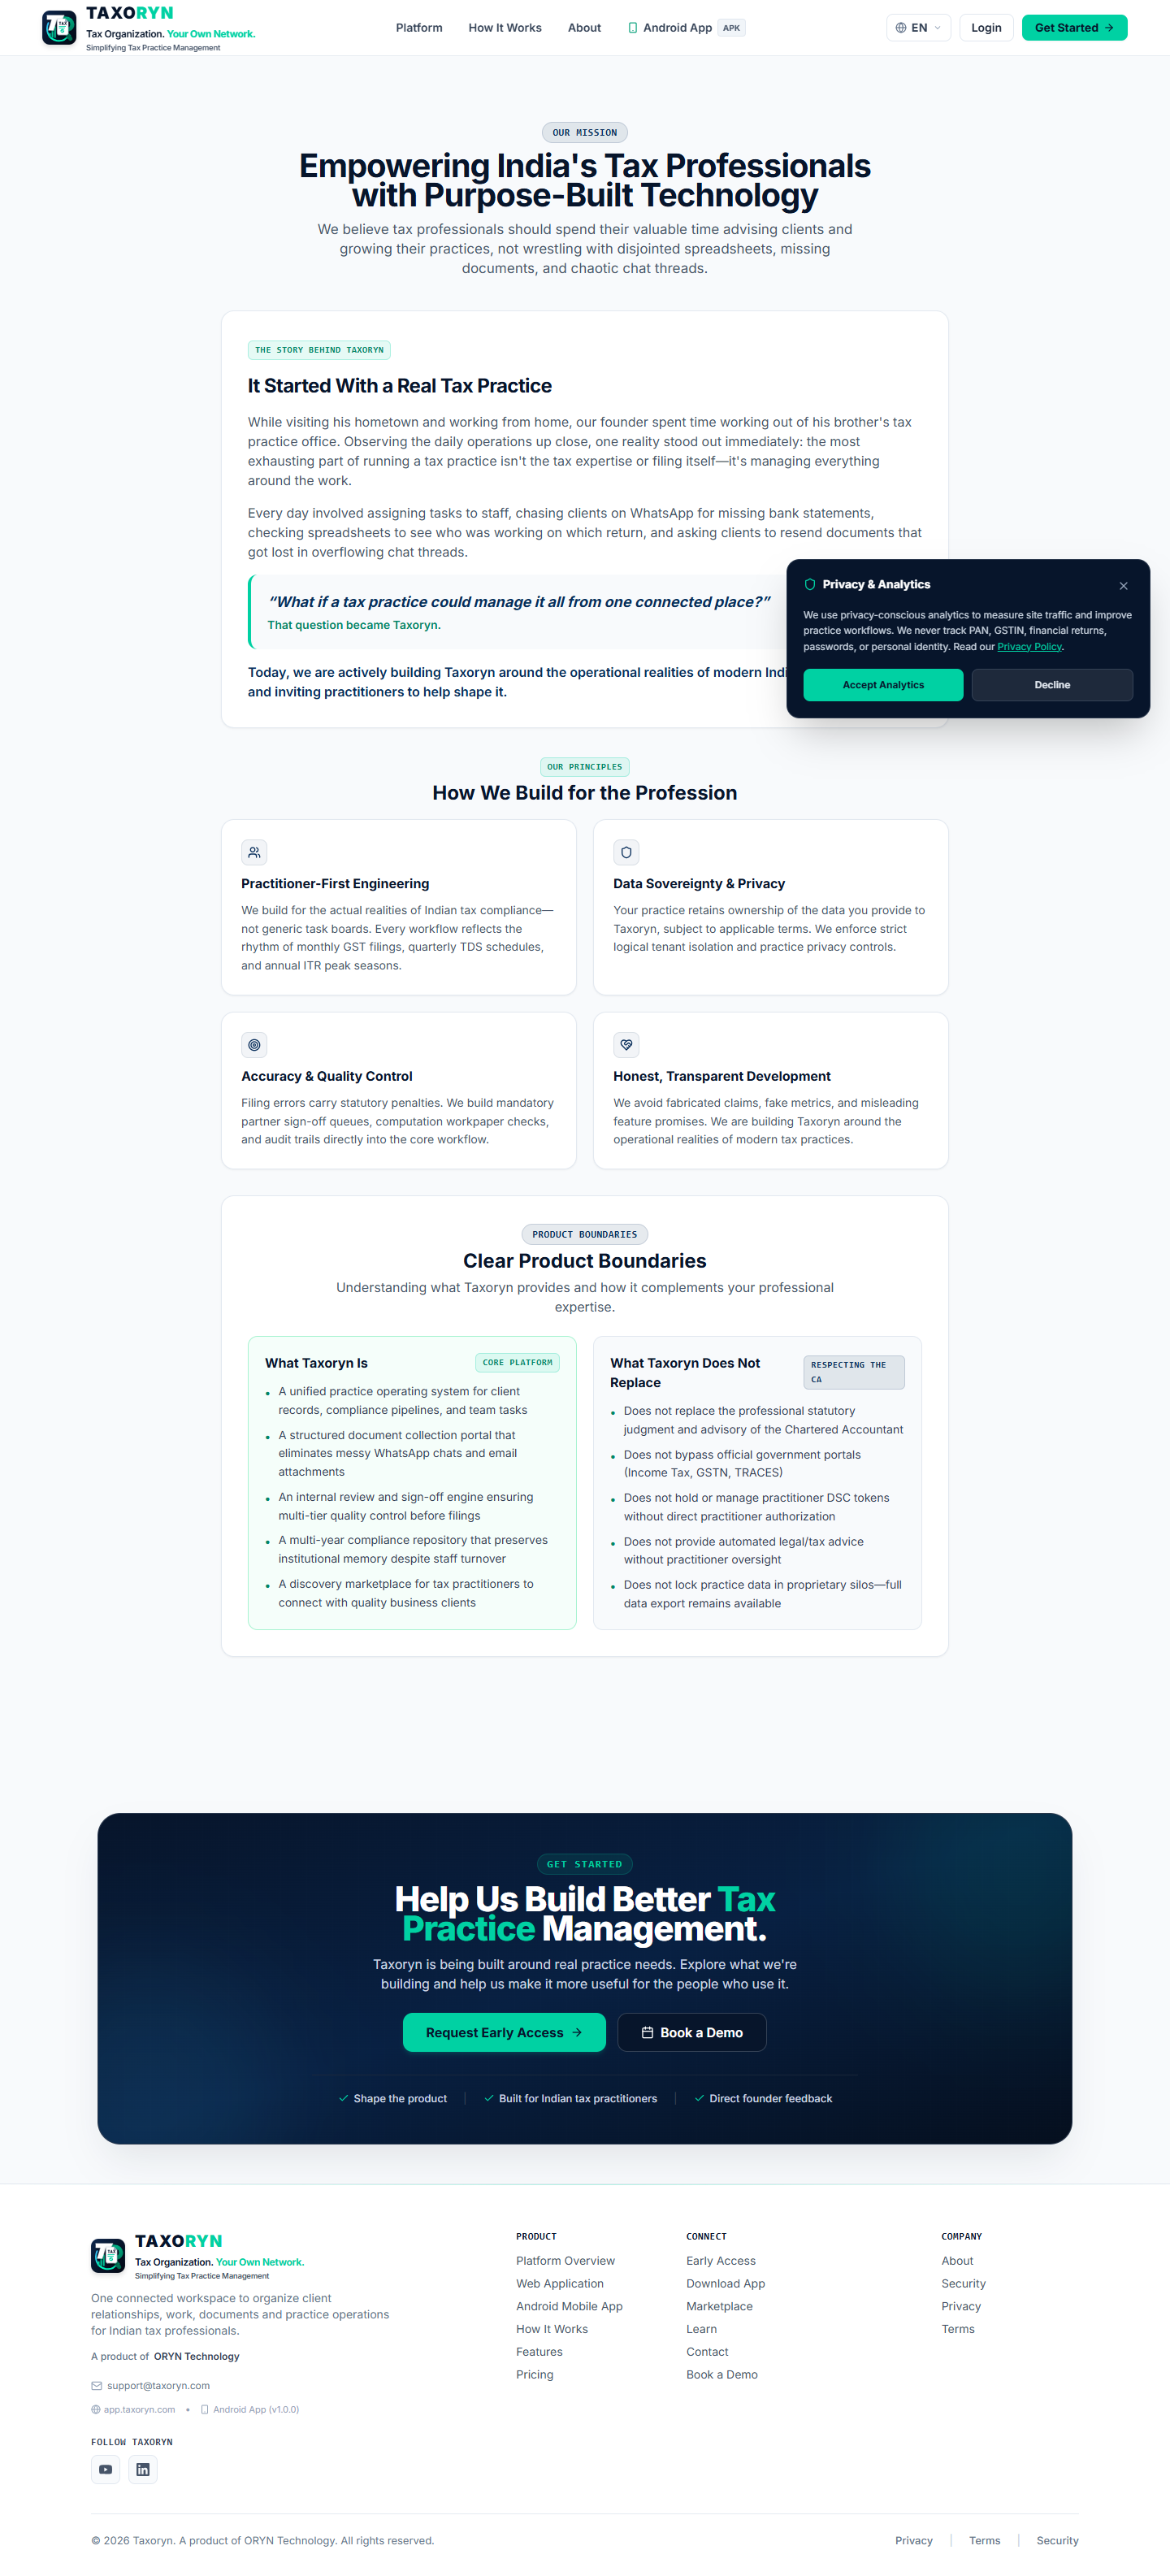 TAXORYN
Tax Organization. Your Own Network.
Simplifying Tax Practice Management
Platform
How It Works
About
Android App APK
EN
Login
Get Started
OUR MISSION
Empowering India's Tax Professionals
with Purpose-Built Technology
We believe tax professionals should spend their valuable time advising clients and
growing their practices, not wrestling with disjointed spreadsheets, missing
documents, and chaotic chat threads.
THE STORY BEHIND TAXORYN
It Started With a Real Tax Practice
While visiting his hometown and working from home, our founder spent time working out of his brother's tax
practice office. Observing the daily operations up close, one reality stood out immediately: the most
exhausting part of running a tax practice isn't the tax expertise or filing itself—it's managing everything
around the work.
Every day involved assigning tasks to staff, chasing clients on WhatsApp for missing bank statements,
checking spreadsheets to see who was working on which return, and asking clients to resend documents that
got lost in overflowing chat threads.
“What if a tax practice could manage it all from one connected place?”
That question became Taxoryn.
Today, we are actively building Taxoryn around the operational realities of modern Indi
and inviting practitioners to help shape it.
Privacy & Analytics
We use privacy-conscious analytics to measure site traffic and improve
practice workflows. We never track PAN, GSTIN, financial returns,
passwords, or personal identity. Read our Privacy Policy.
Accept Analytics
Decline
OUR PRINCIPLES
How We Build for the Profession
Practitioner-First Engineering
We build for the actual realities of Indian tax compliance—
not generic task boards. Every workflow reflects the
rhythm of monthly GST filings, quarterly TDS schedules,
and annual ITR peak seasons.
Data Sovereignty & Privacy
Your practice retains ownership of the data you provide to
Taxoryn, subject to applicable terms. We enforce strict
logical tenant isolation and practice privacy controls.
Accuracy & Quality Control
Filing errors carry statutory penalties. We build mandatory
partner sign-off queues, computation workpaper checks,
and audit trails directly into the core workflow.
Honest, Transparent Development
We avoid fabricated claims, fake metrics, and misleading
feature promises. We are building Taxoryn around the
operational realities of modern tax practices.
PRODUCT BOUNDARIES
Clear Product Boundaries
Understanding what Taxoryn provides and how it complements your professional
expertise.
What Taxoryn Is
CORE PLATFORM
• A unified practice operating system for client
records, compliance pipelines, and team tasks
• A structured document collection portal that
eliminates messy WhatsApp chats and email
attachments
• An internal review and sign-off engine ensuring
multi-tier quality control before filings
• A multi-year compliance repository that preserves
institutional memory despite staff turnover
• A discovery marketplace for tax practitioners to
connect with quality business clients
What Taxoryn Does Not
Replace
RESPECTING THE
CA
• Does not replace the professional statutory
judgment and advisory of the Chartered Accountant
• Does not bypass official government portals
(Income Tax, GSTN, TRACES)
• Does not hold or manage practitioner DSC tokens
without direct practitioner authorization
• Does not provide automated legal/tax advice
without practitioner oversight
• Does not lock practice data in proprietary silos—full
data export remains available
GET STARTED
Help Us Build Better Tax
Practice Management.
Taxoryn is being built around real practice needs. Explore what we're
building and help us make it more useful for the people who use it.
Request Early Access
Book a Demo
Shape the product
Built for Indian tax practitioners
Direct founder feedback
TAXORYN
Tax Organization. Your Own Network.
Simplifying Tax Practice Management
One connected workspace to organize client
relationships, work, documents and practice operations
for Indian tax professionals.
A product of ORYN Technology
support@taxoryn.com
app.taxoryn.com • Android App (v1.0.0)
FOLLOW TAXORYN
PRODUCT
Platform Overview
Web Application
Android Mobile App
How It Works
Features
Pricing
CONNECT
Early Access
Download App
Marketplace
Learn
Contact
Book a Demo
COMPANY
About
Security
Privacy
Terms
© 2026 Taxoryn. A product of ORYN Technology. All rights reserved.
Privacy
Terms
Security